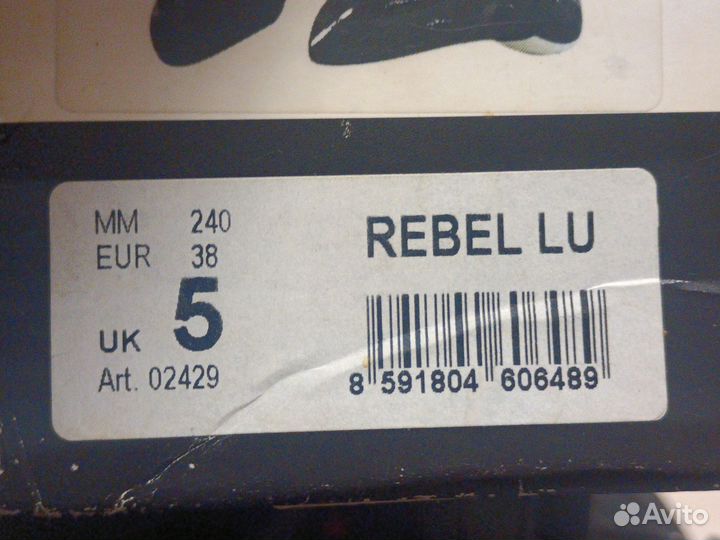 MM 240
EUR 38
UK 5
Art. 02429
REBEL LU
8 591804 606489
Avito